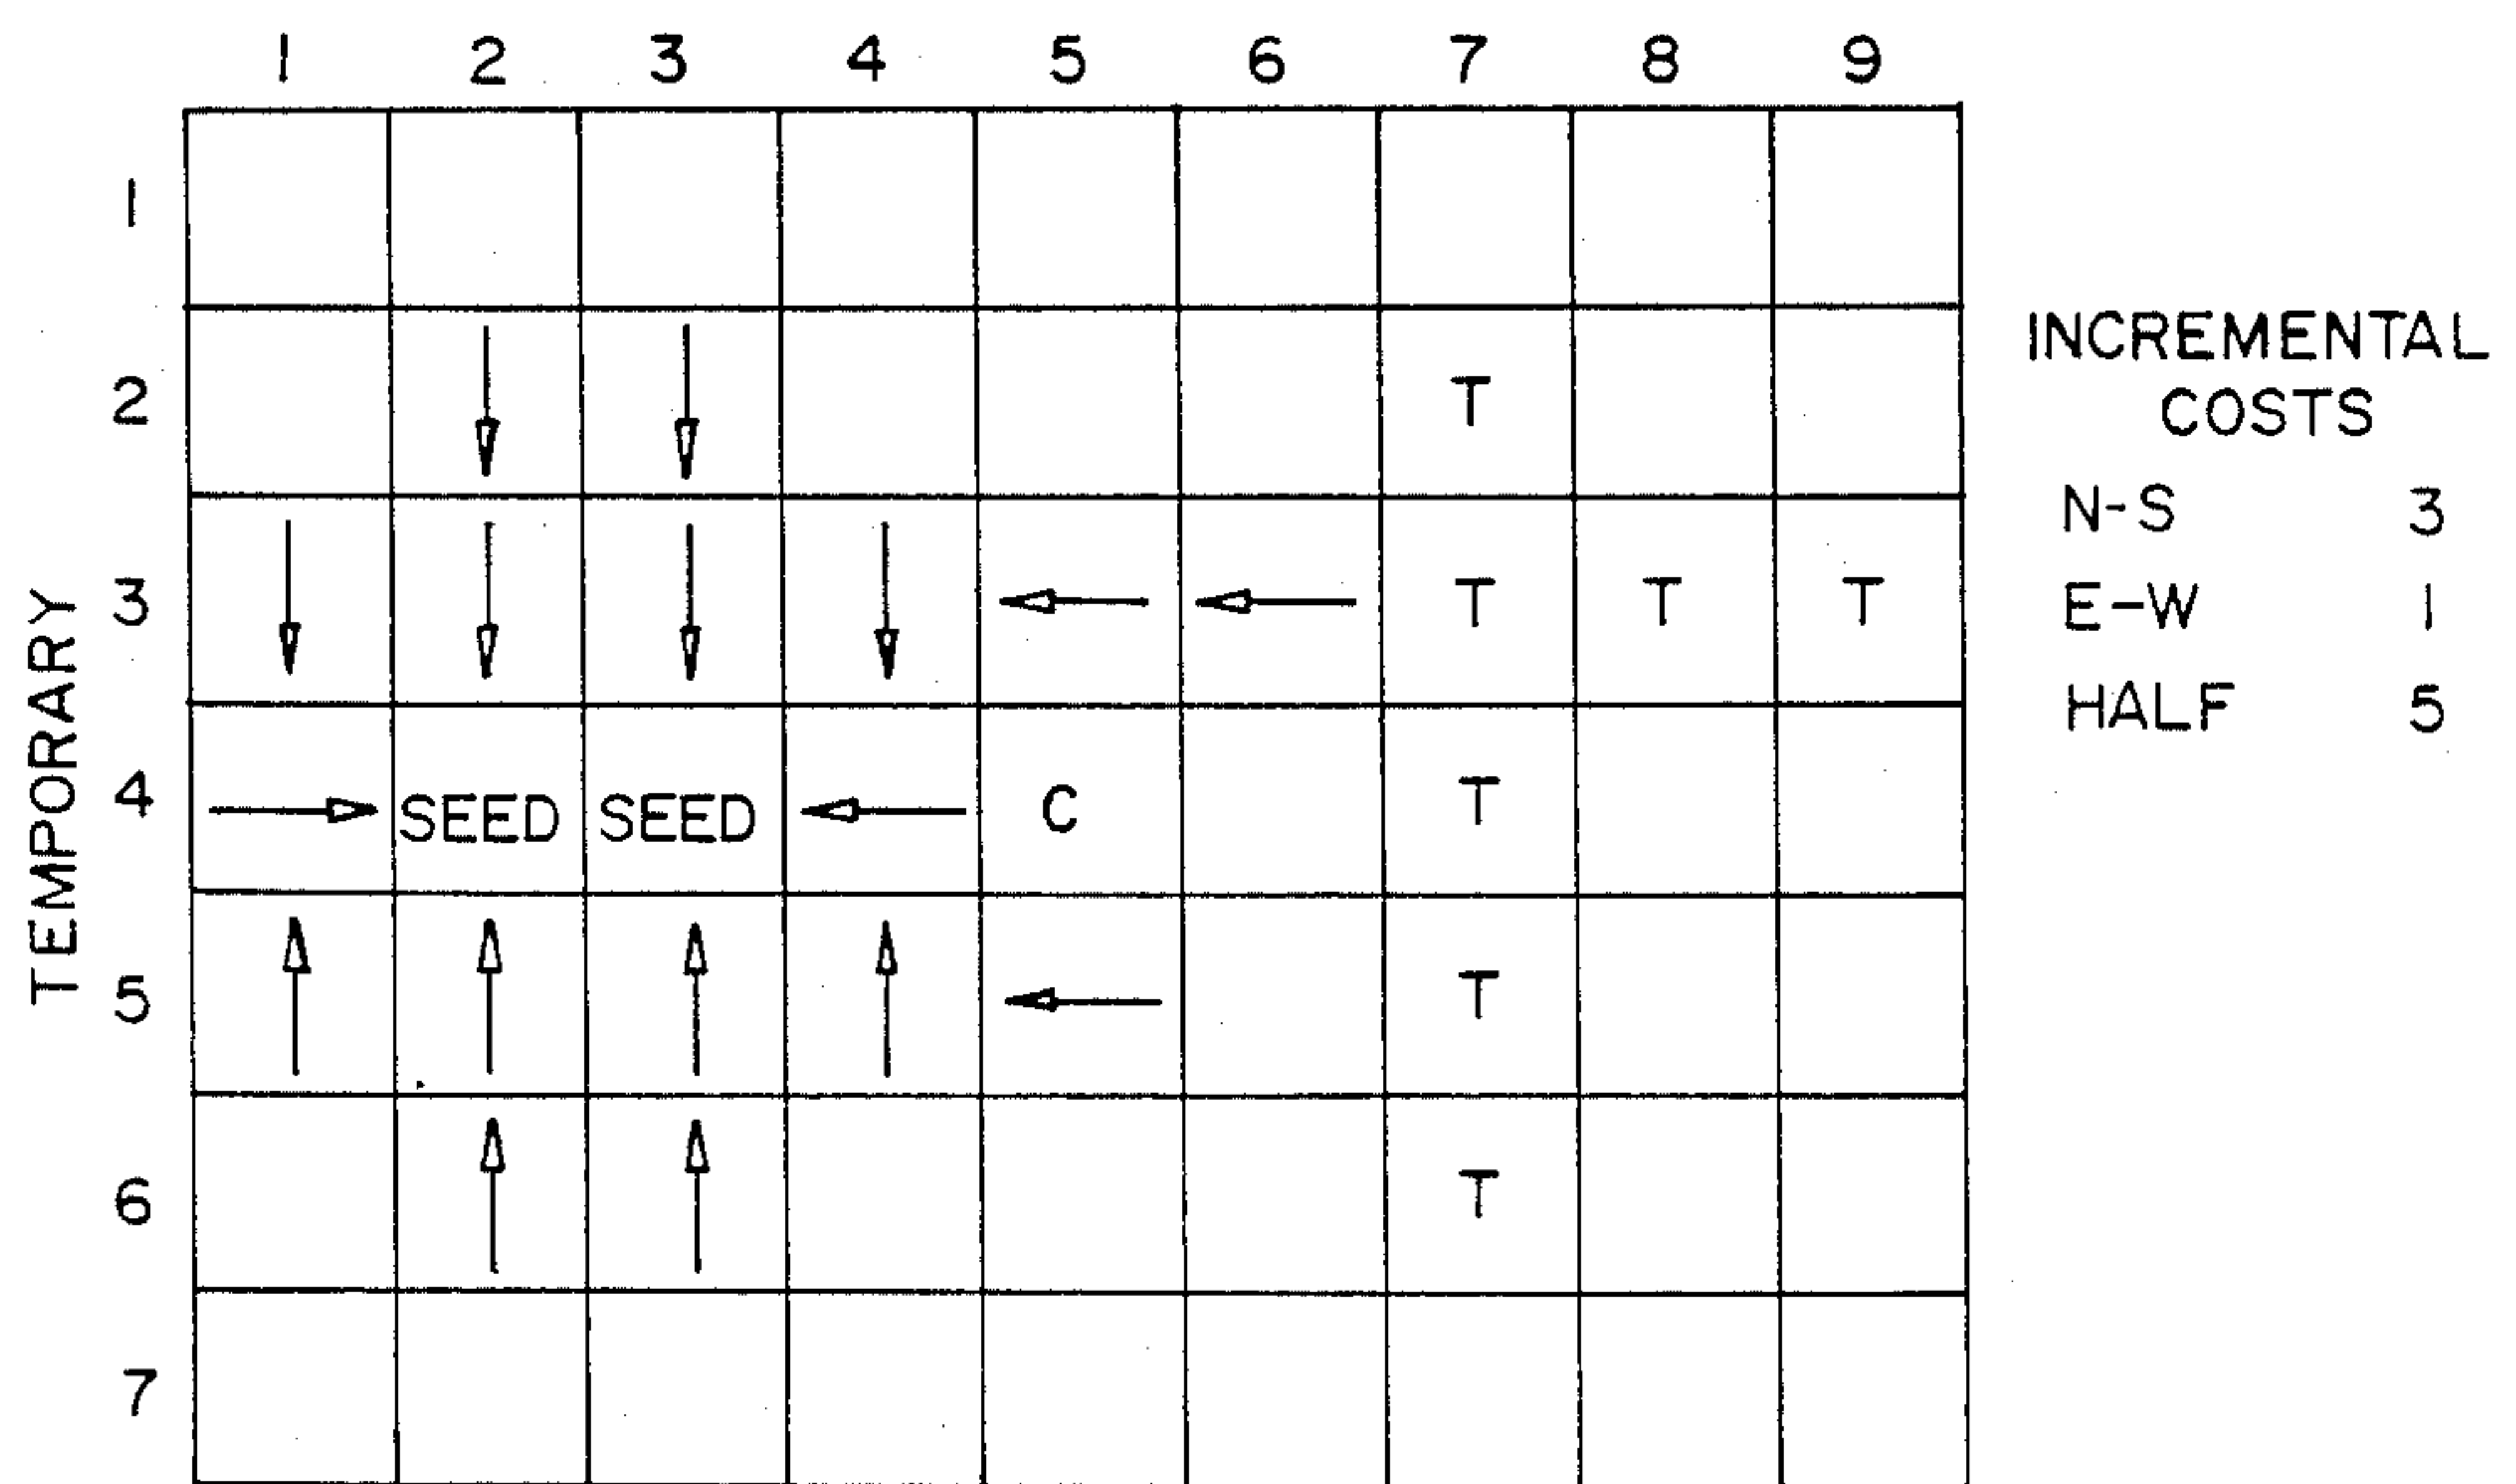 1 2 3 4 5 6 7 8 9
1
2 T
INCREMENTAL
COSTS
N-S 3
E-W 1
HALF 5
TEMPORARY
3 T T T
4 SEED SEED C T
5 T
6 T
7